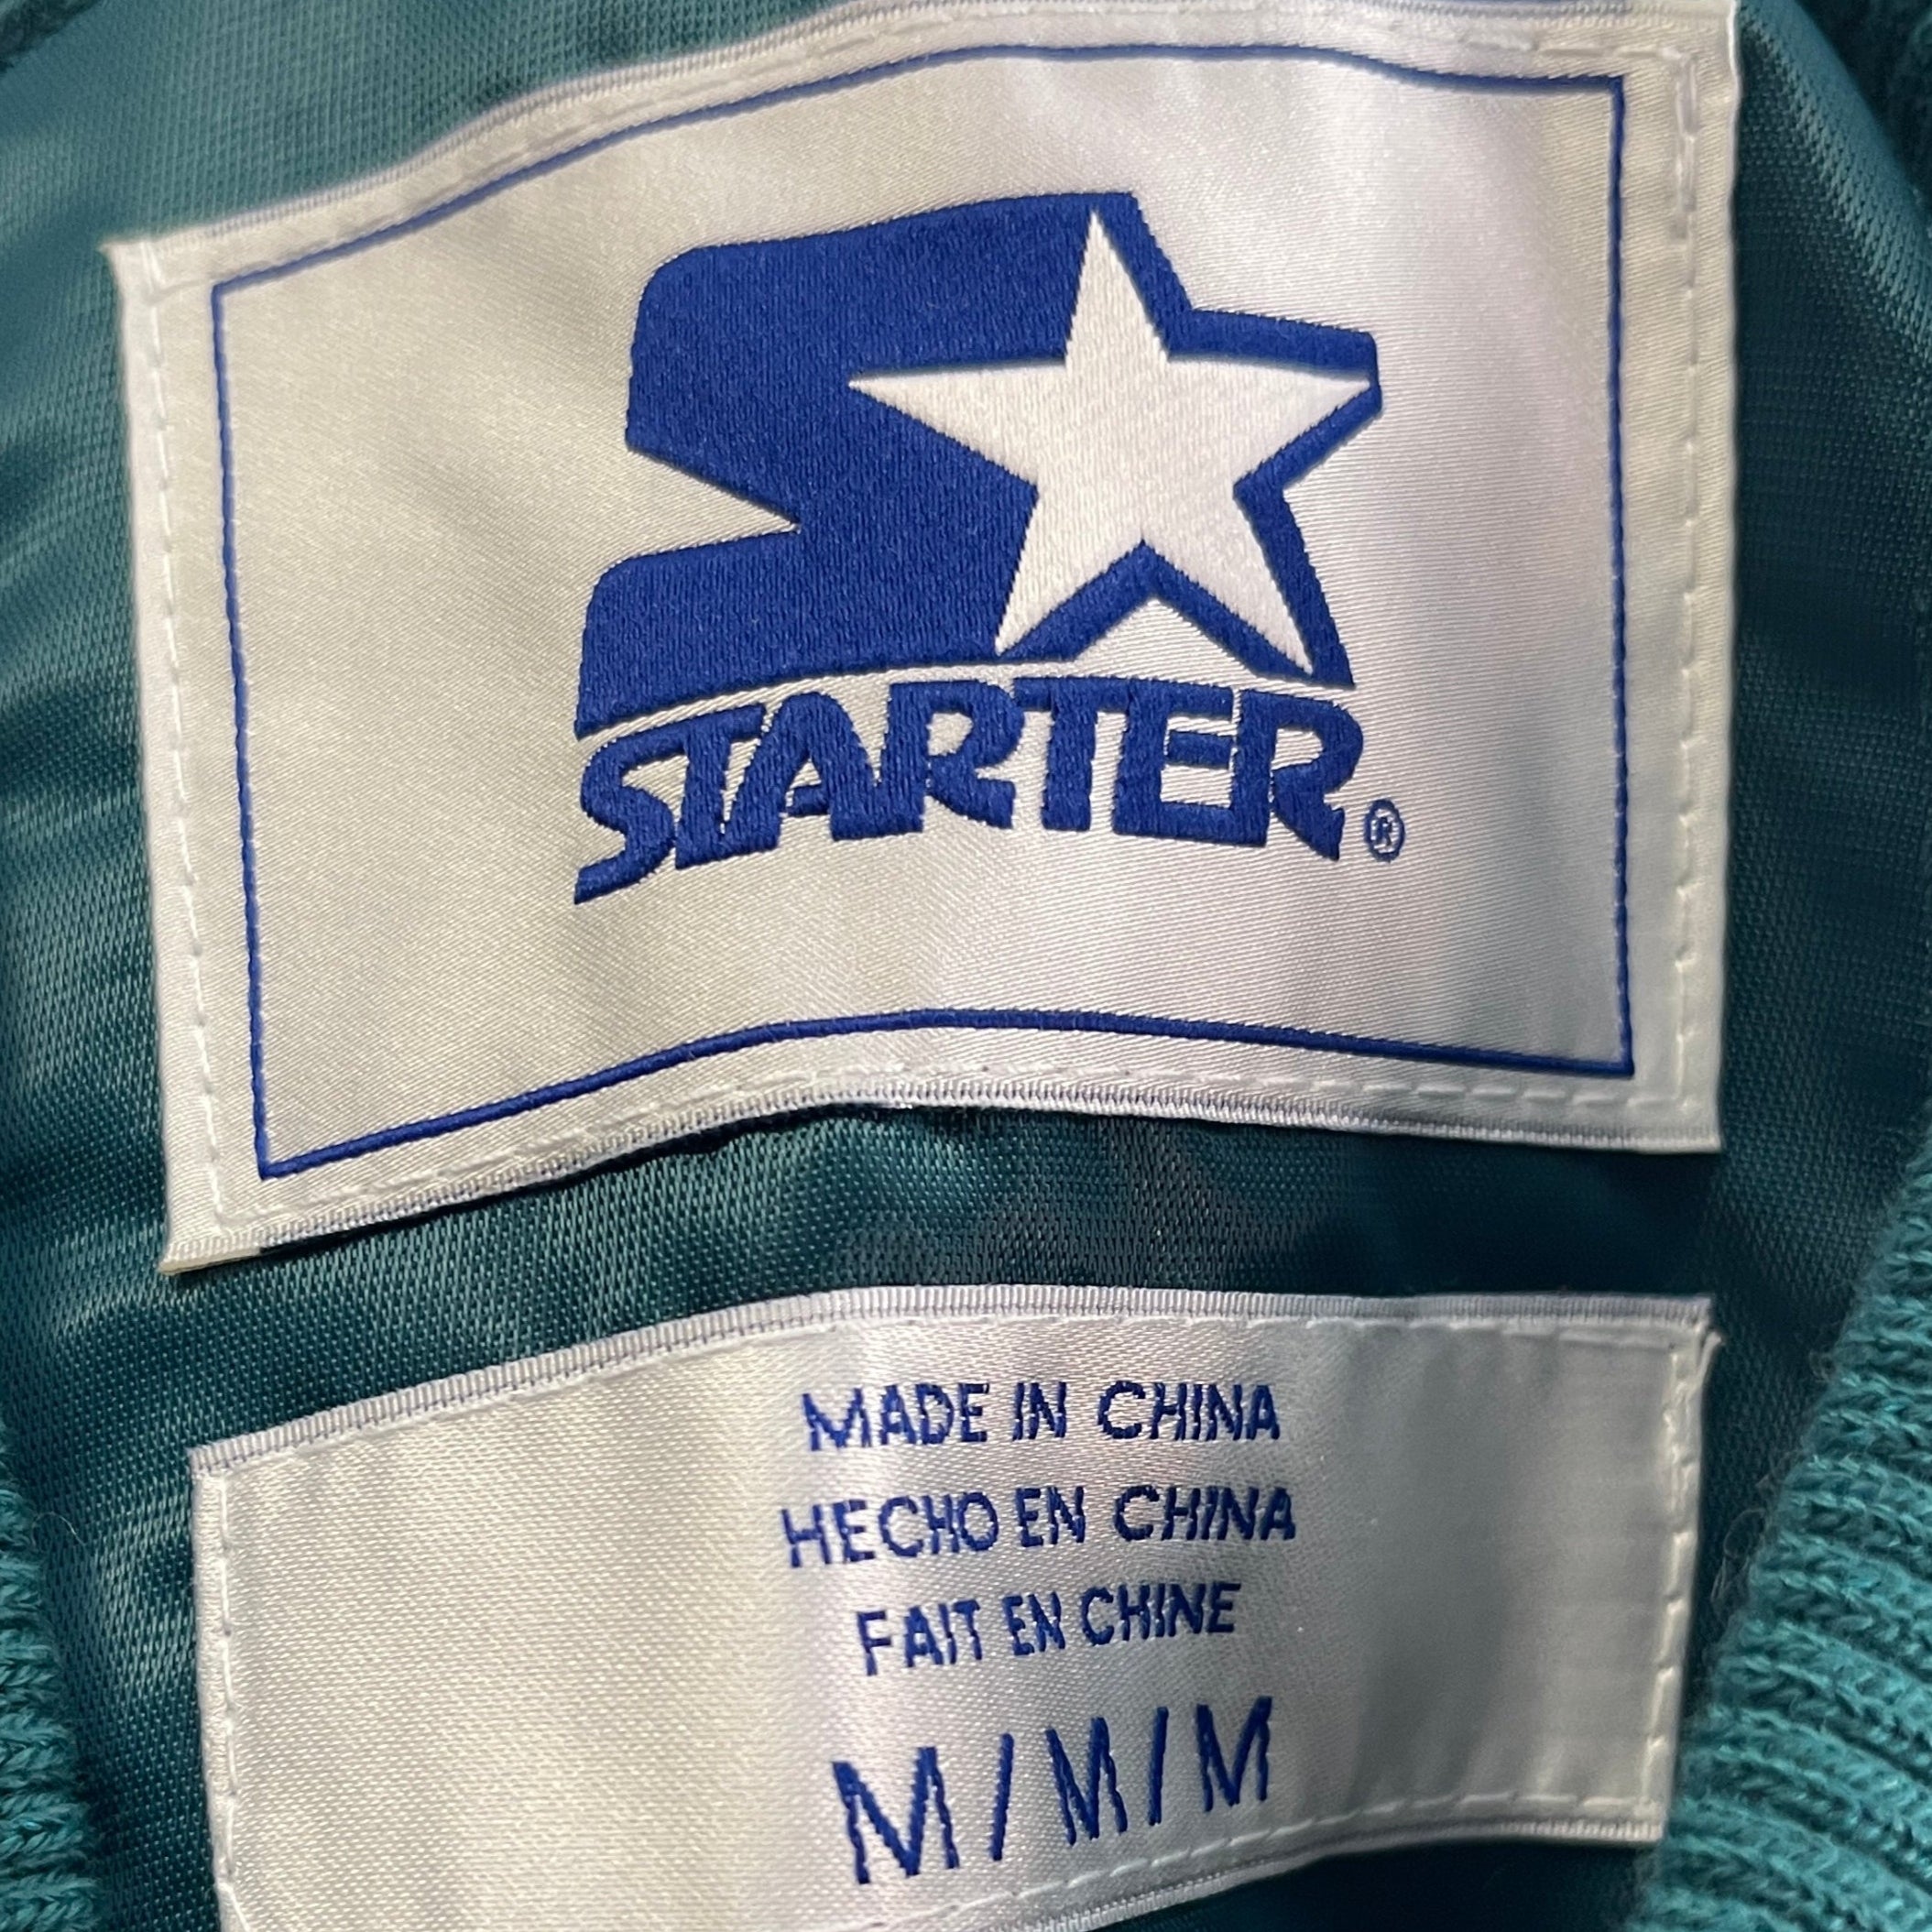 STARTER®
MADE IN CHINA
HECHO EN CHINA
FAIT EN CHINE
M/M/M